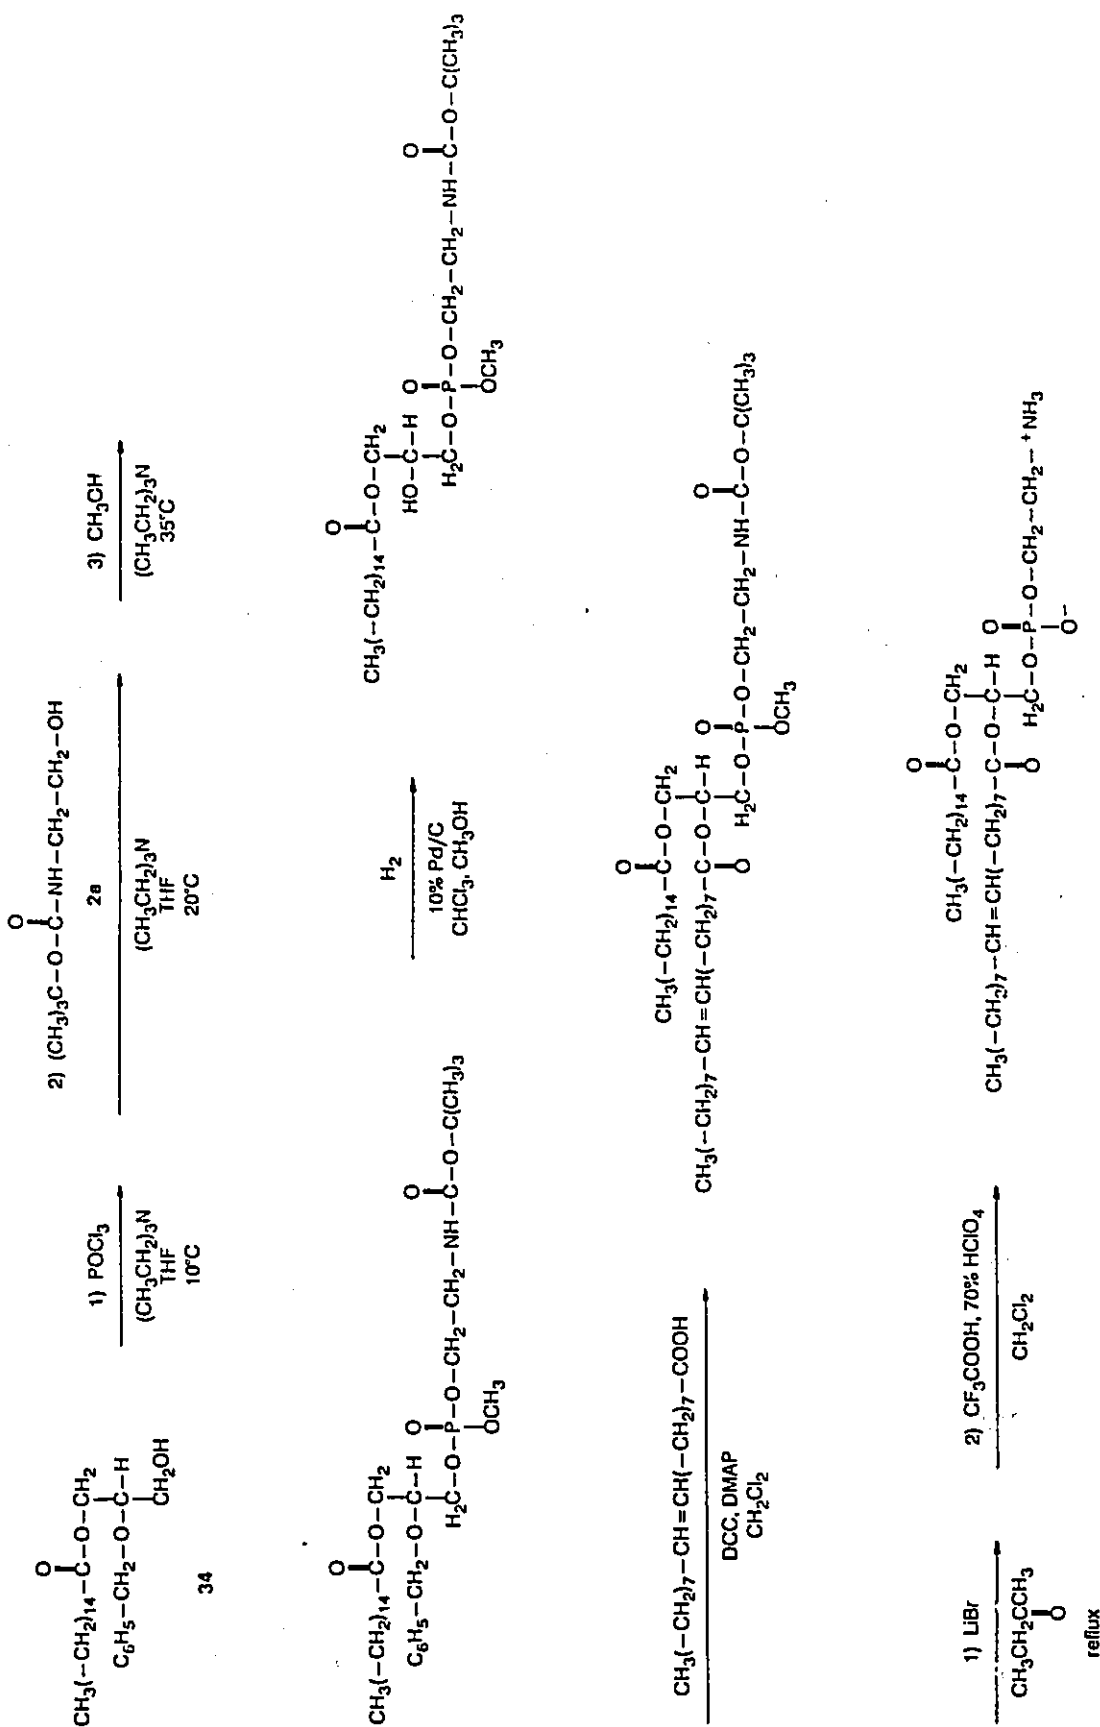 CH3(−CH2)14−C−O−CH2
O
C6H5−CH2−O−C−H
CH2OH
34
1) POCl3
(CH3CH2)3N
THF
10°C
2) (CH3)3C−O−C−NH−CH2−CH2−OH
O
2a
(CH3CH2)3N
THF
20°C
3) CH3CH
(CH3CH2)3N
35°C
O
CH3(−CH2)14−C−O−CH2
C6H5−CH2−O−C−H
H2C−O−P−O−CH2−CH2−NH−C−O−C(CH3)3
O
O
OCH3
H2
10% Pd/C
CHCl3, CH3OH
O
CH3(−CH2)14−C−O−CH2
HO−C−H
H2C−O−P−O−CH2−CH2−NH−C−O−C(CH3)3
O
O
OCH3
CH3(−CH2)7−CH=CH(−CH2)7−COOH
DCC, DMAP
CH2Cl2
O
CH3(−CH2)14−C−O−CH2
CH3(−CH2)7−CH=CH(−CH2)7−C−O−C−H
O
H2C−O−P−O−CH2−CH2−NH−C−O−C(CH3)3
O
O
OCH3
1) LiBr
CH3CH2CCH3
O
reflux
2) CF3COOH, 70% HClO4
CH2Cl2
O
CH3(−CH2)14−C−O−CH2
CH3(−CH2)7−CH=CH(−CH2)7−C−O−C−H
O
H2C−O−P−O−CH2−CH2−+NH3
O
O−